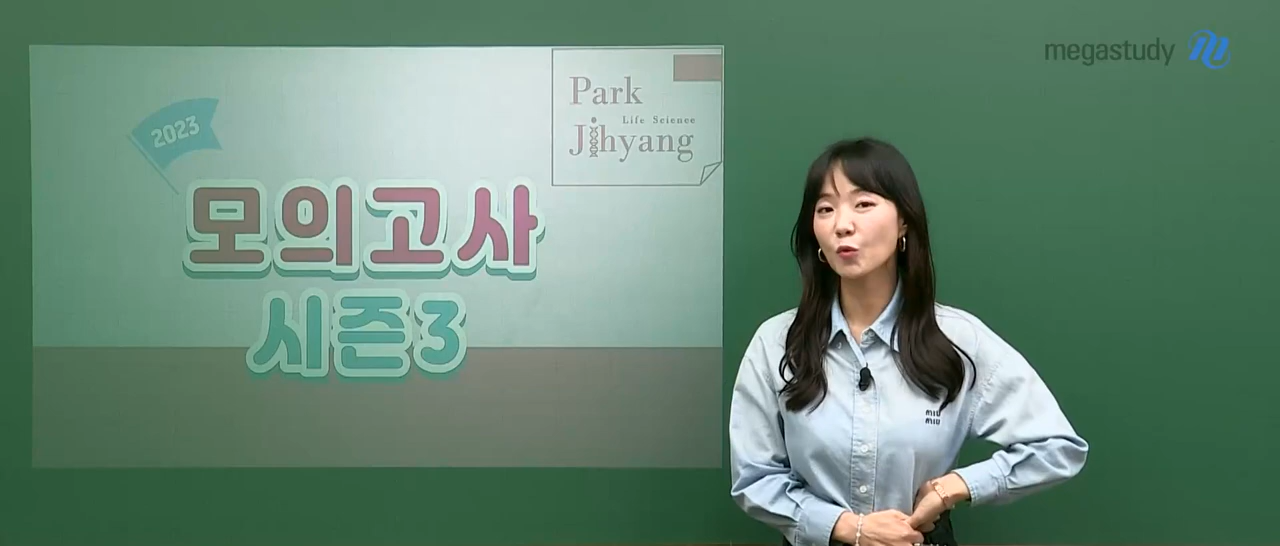 megastudy
2023
Park
Life Science
Jihyang
모의고사
시즌3
miu
miu